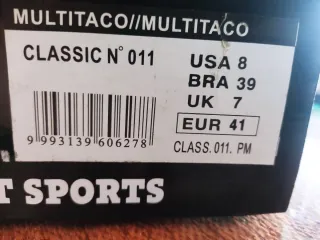 MULTITACO//MULTITACO
CLASSIC N° 011
USA 8
BRA 39
UK 7
EUR 41
CLASS. 011. PM
9 993139 606278
T SPORTS